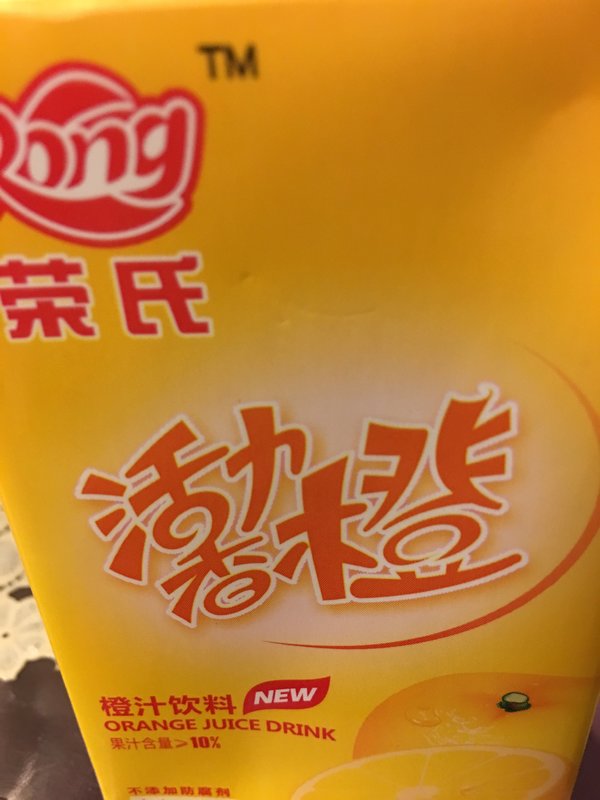 TM
Rong
荣氏
活力香橙
橙汁饮料 NEW
ORANGE JUICE DRINK
果汁含量≥10%
不添加防腐剂